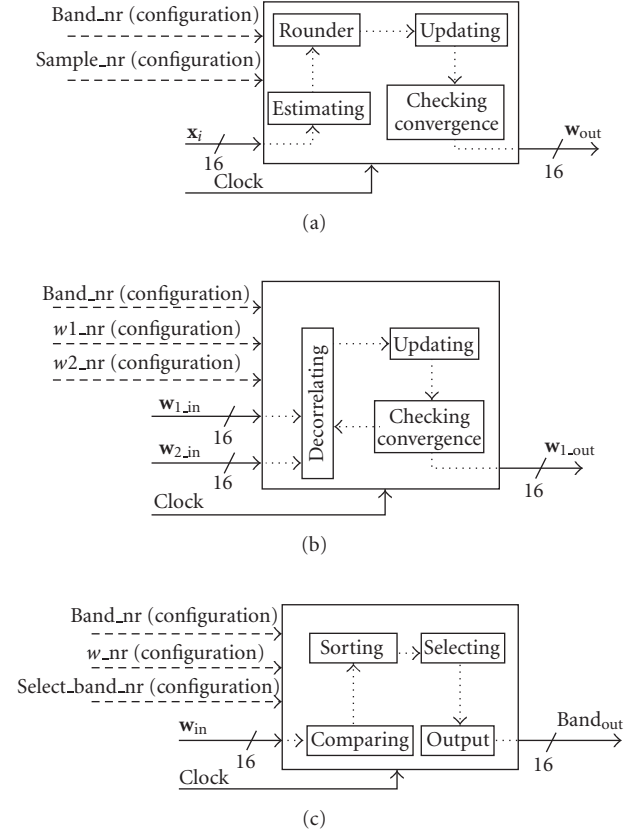 Band_nr (configuration)
Rounder
Updating
Sample_nr (configuration)
Estimating
Checking
convergence
x_i
16
w_out
16
Clock
(a)
Band_nr (configuration)
w1_nr (configuration)
w2_nr (configuration)
Decorrelating
Updating
w_1_in
16
Checking
convergence
w_2_in
16
w_1_out
16
Clock
(b)
Band_nr (configuration)
w_nr (configuration)
Select_band_nr (configuration)
Sorting
Selecting
w_in
16
Comparing
Output
Band_out
16
Clock
(c)